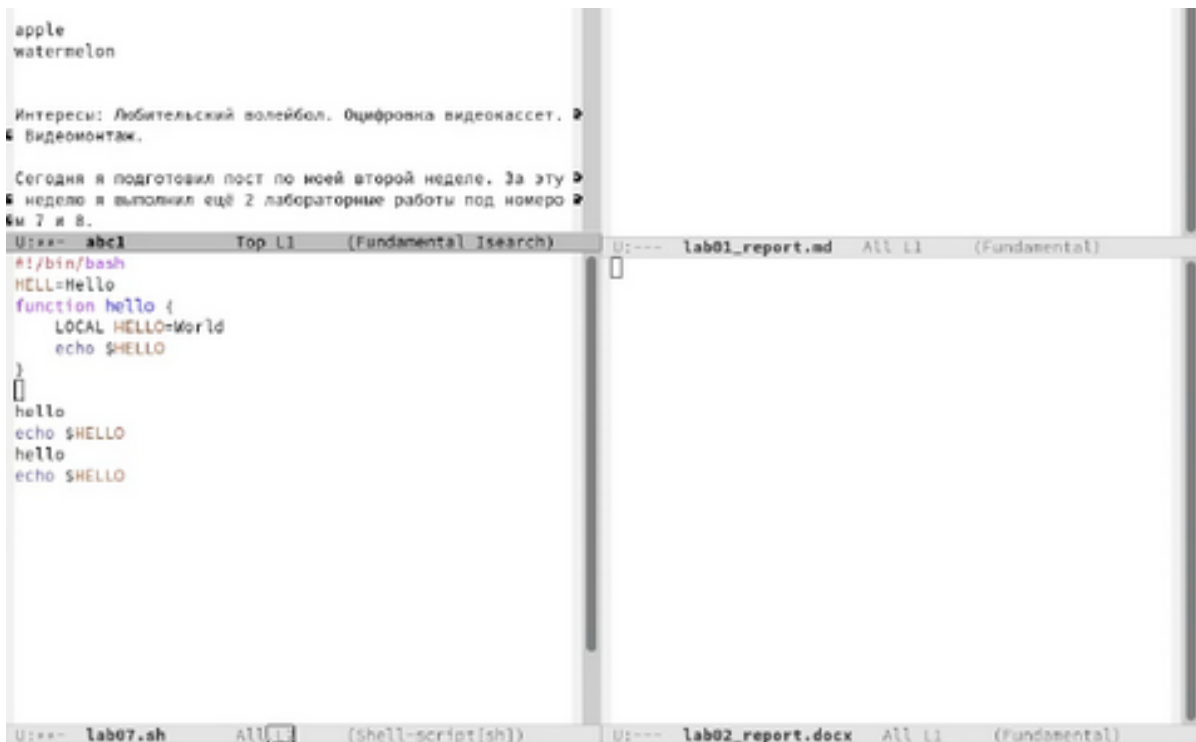 apple
watermelon
Интересы: Любительский волейбол. Оцифровка видеокассет.
Видеомонтаж.
Сегодня я подготовил пост по моей второй неделе. За эту
неделю я выполнил ещё 2 лабораторные работы под номеро
м 7 и 8.
U:**- abc1 Top L1 (Fundamental Isearch)
#!/bin/bash
HELL=Hello
function hello {
LOCAL HELLO=World
echo $HELLO
}
hello
echo $HELLO
hello
echo $HELLO
U:**- lab07.sh All (Shell-script[sh])
U:--- lab01_report.md All L1 (Fundamental)
U:--- lab02_report.docx All L1 (Fundamental)